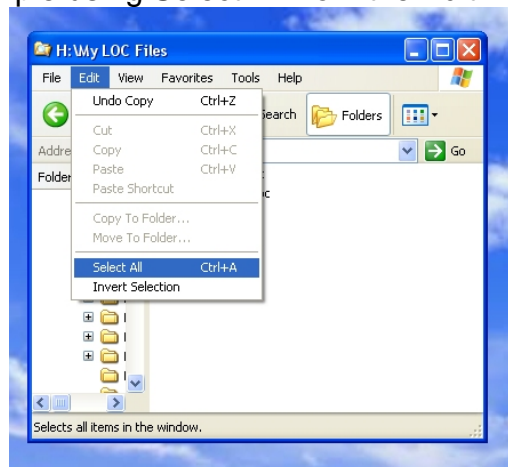 H:\My LOC Files
File Edit View Favorites Tools Help
Folders
Go
Undo Copy Ctrl+Z
Cut Ctrl+X
Copy Ctrl+C
Paste Ctrl+V
Paste Shortcut
Copy To Folder...
Move To Folder...
Select All Ctrl+A
Invert Selection
Selects all items in the window.